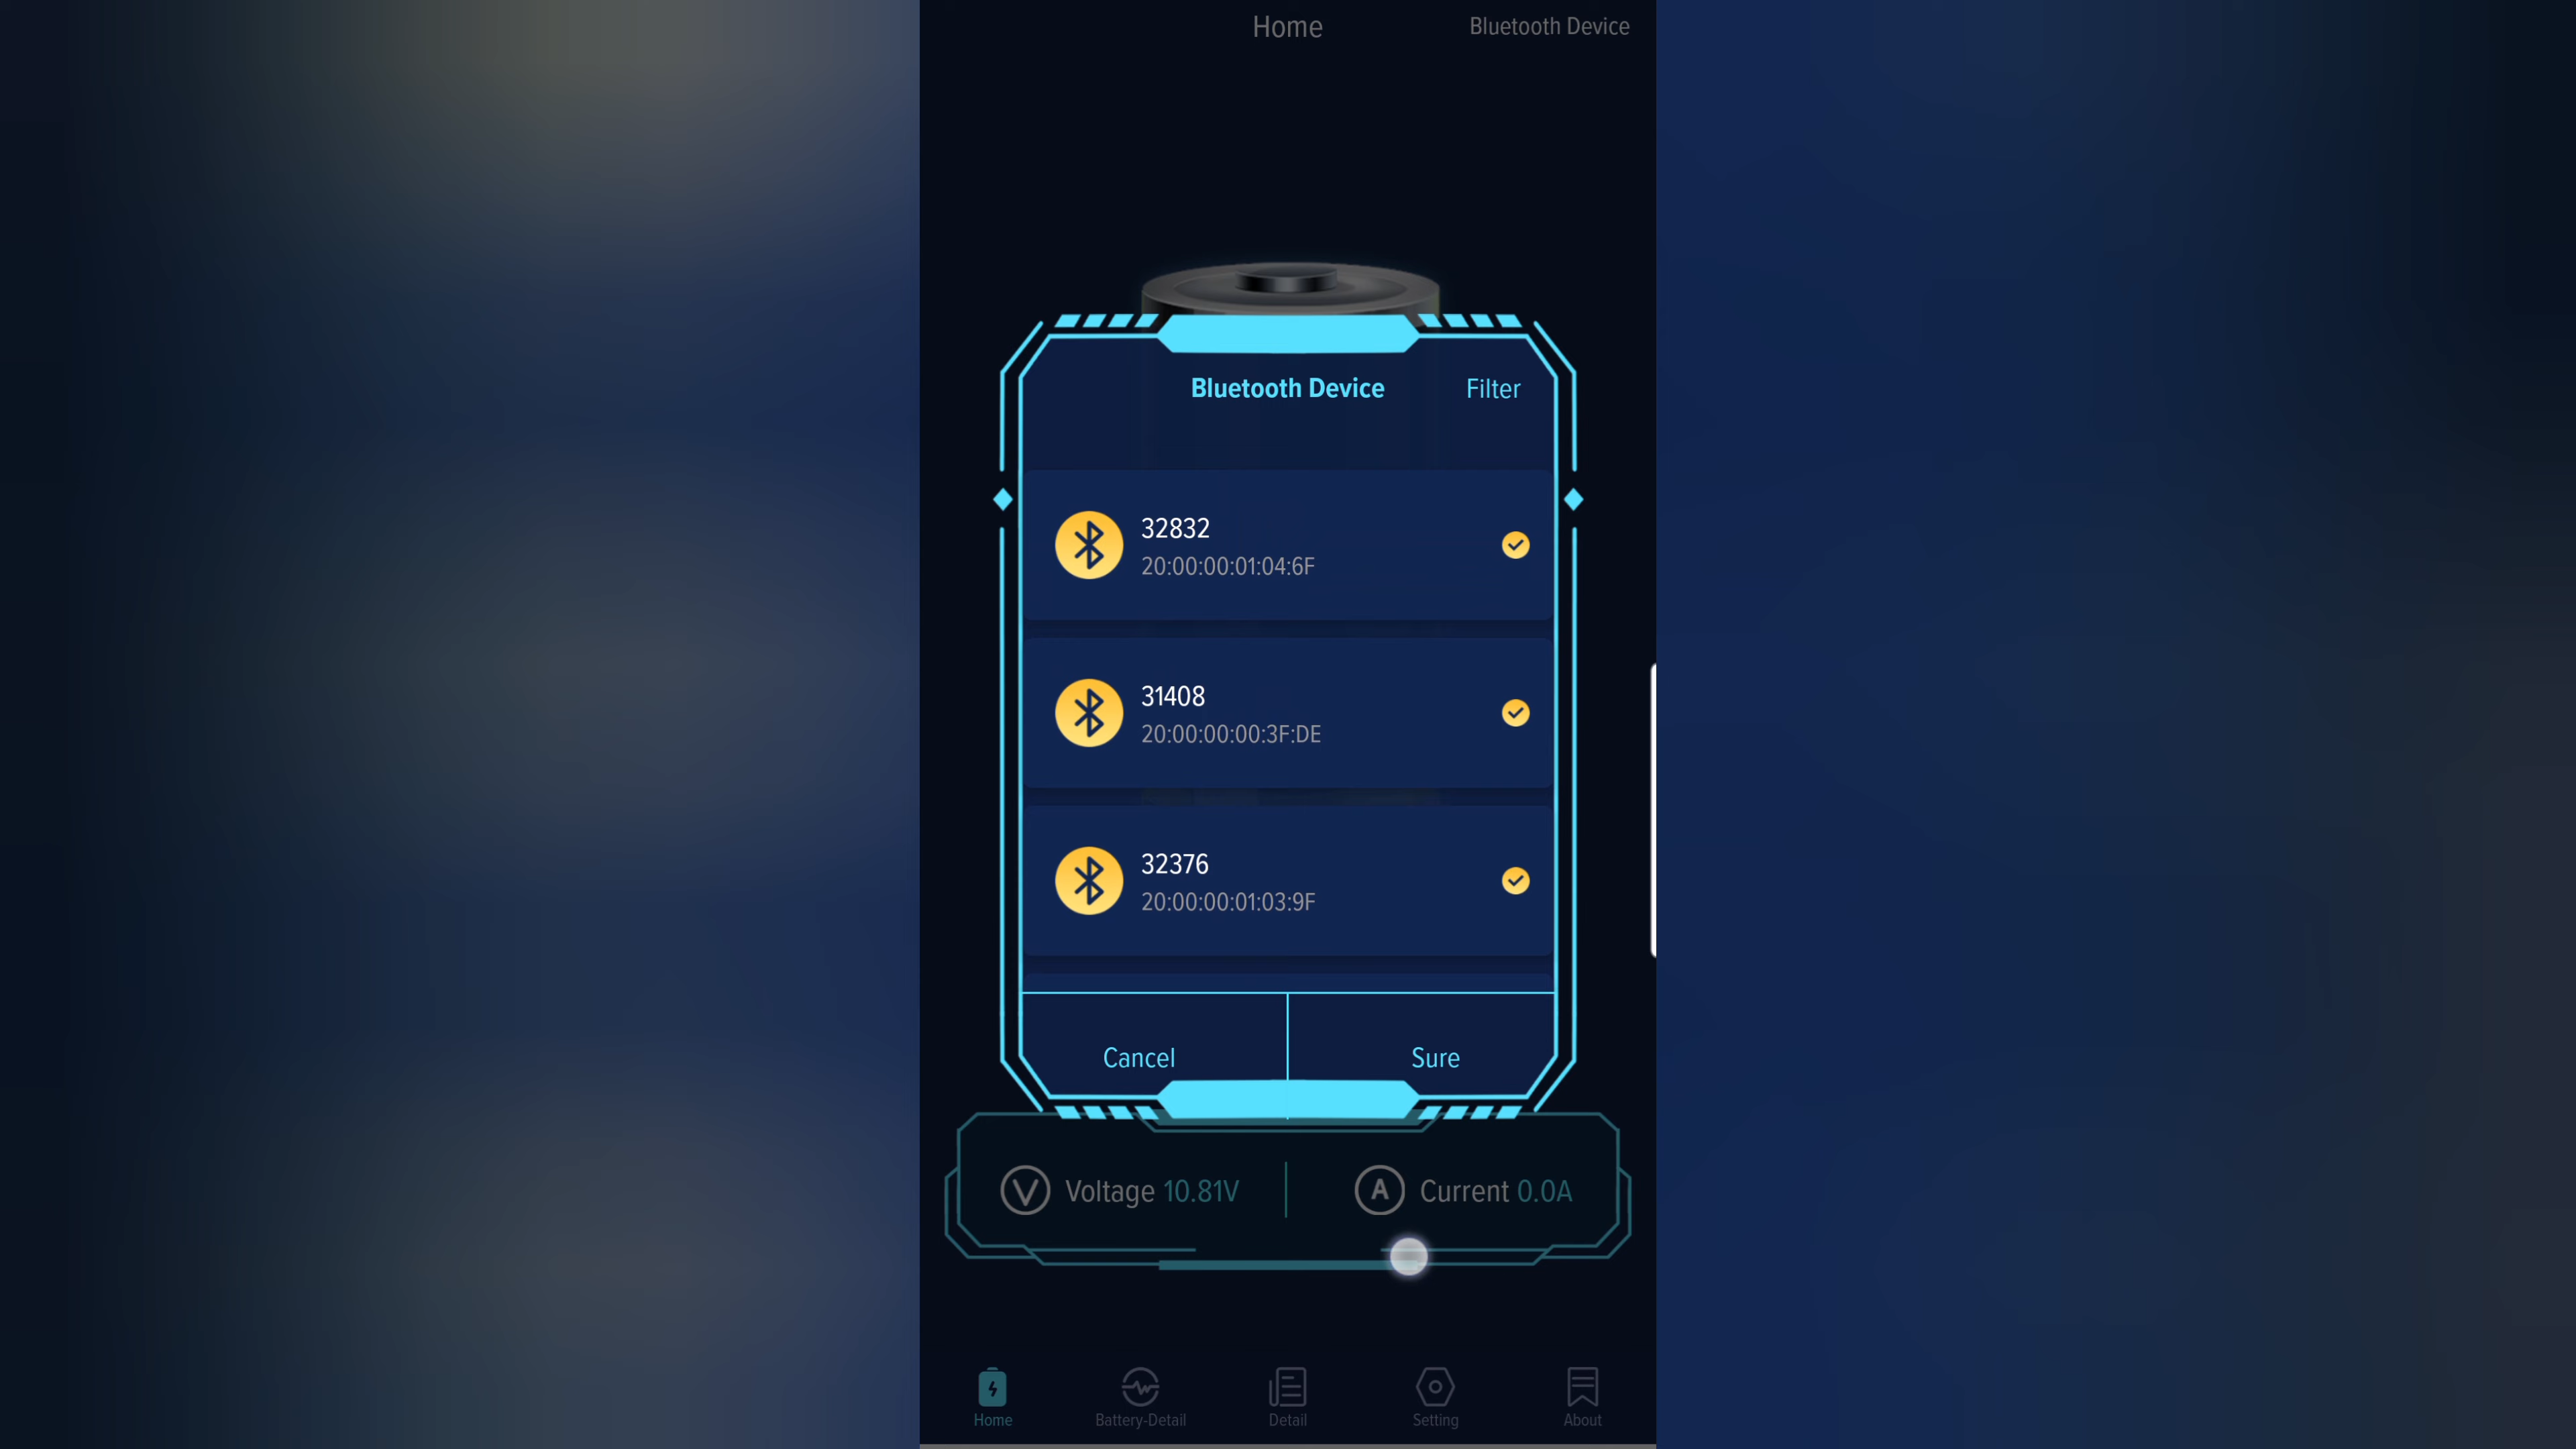 Home
Bluetooth Device
Bluetooth Device
Filter
32832
20:00:00:01:04:6F
31408
20:00:00:00:3F:DE
32376
20:00:00:01:03:9F
Cancel
Sure
V Voltage 10.81V
A Current 0.0A
Home
Battery-Detail
Detail
Setting
About